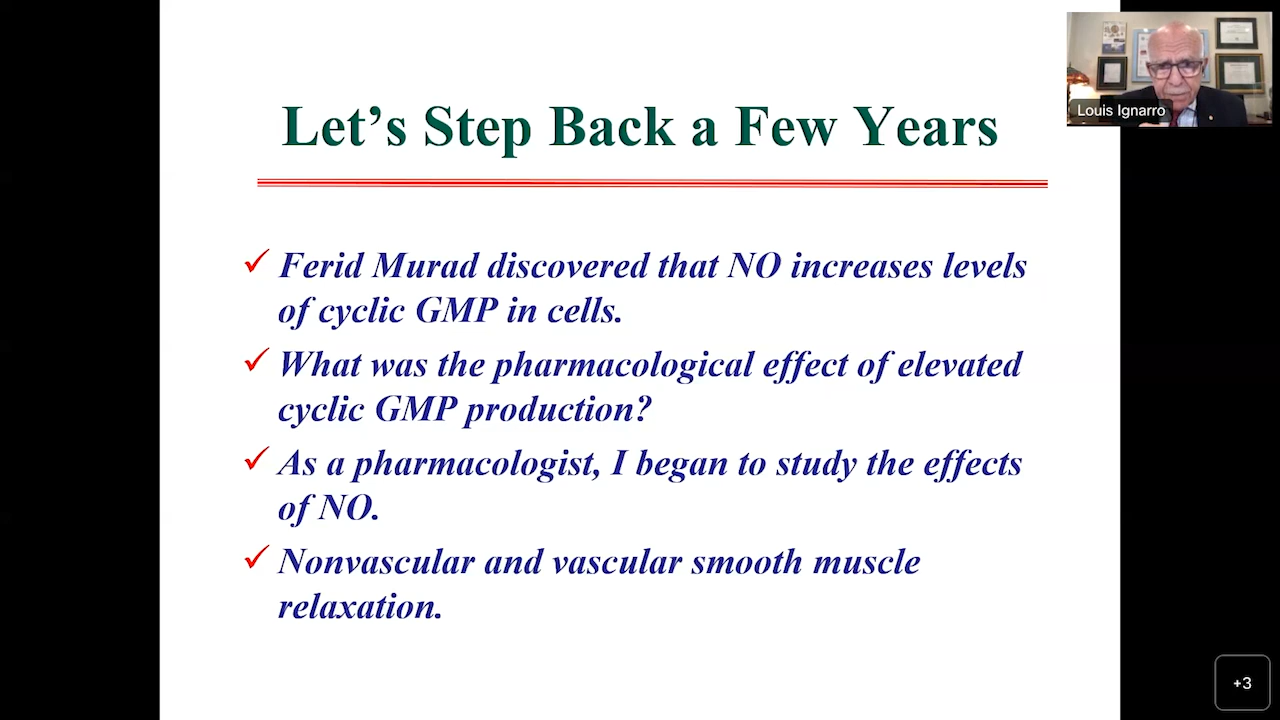 Louis Ignarro
Let's Step Back a Few Years
Ferid Murad discovered that NO increases levels
of cyclic GMP in cells.
What was the pharmacological effect of elevated
cyclic GMP production?
As a pharmacologist, I began to study the effects
of NO.
Nonvascular and vascular smooth muscle
relaxation.
+3